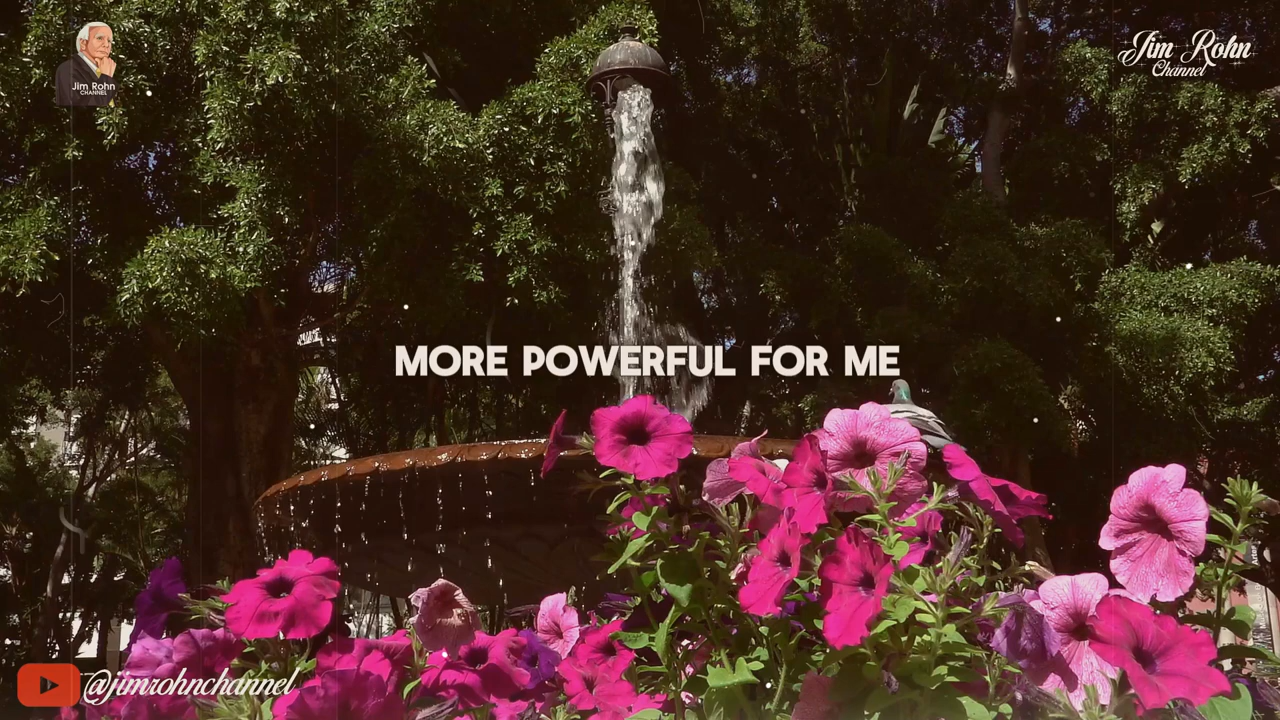 Jim Rohn
CHANNEL
Jim Rohn
Channel
MORE POWERFUL FOR ME
@jimrohnchannel